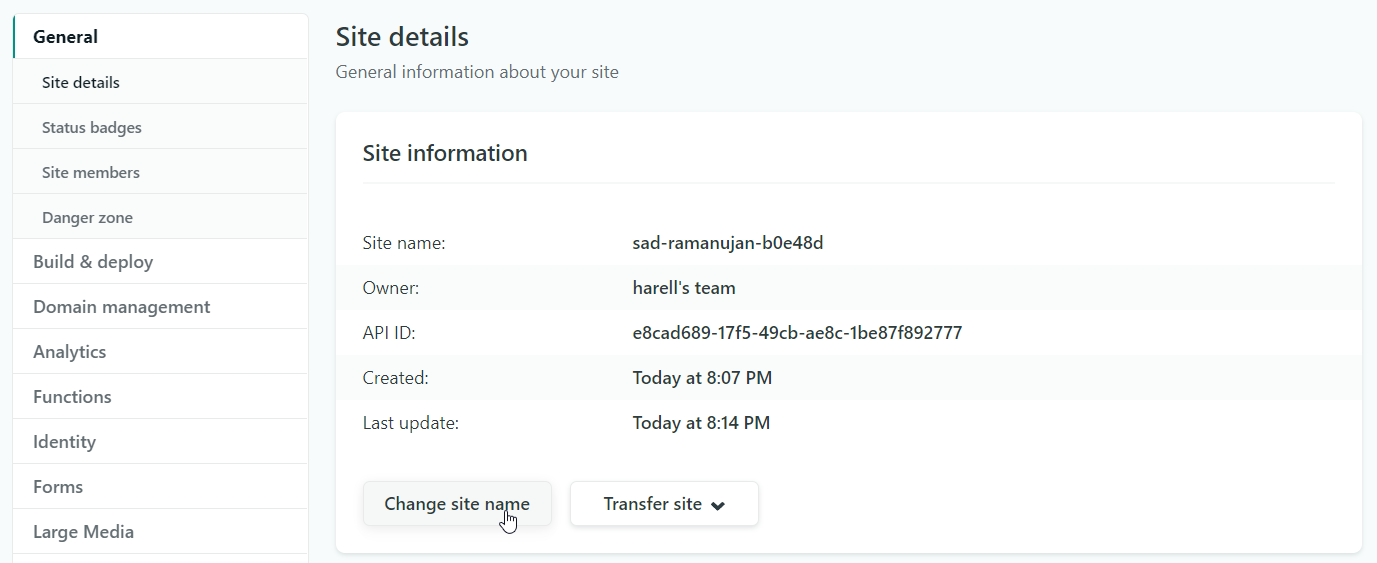 General
Site details
Status badges
Site members
Danger zone
Build & deploy
Domain management
Analytics
Functions
Identity
Forms
Large Media
Site details
General information about your site
Site information
Site name: sad-ramanujan-b0e48d
Owner: harell's team
API ID: e8cad689-17f5-49cb-ae8c-1be87f892777
Created: Today at 8:07 PM
Last update: Today at 8:14 PM
Change site name Transfer site